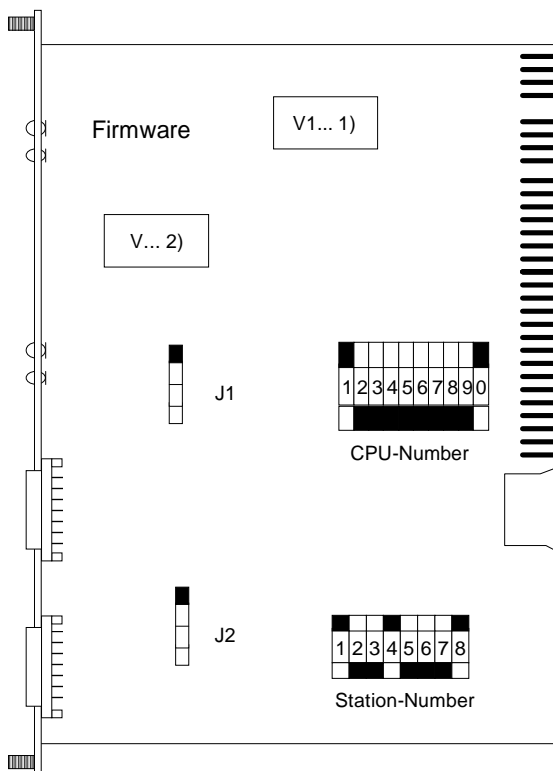 V1... 1)
Firmware
V... 2)
J1
1234567890
CPU-Number
J2
12345678
Station-Number